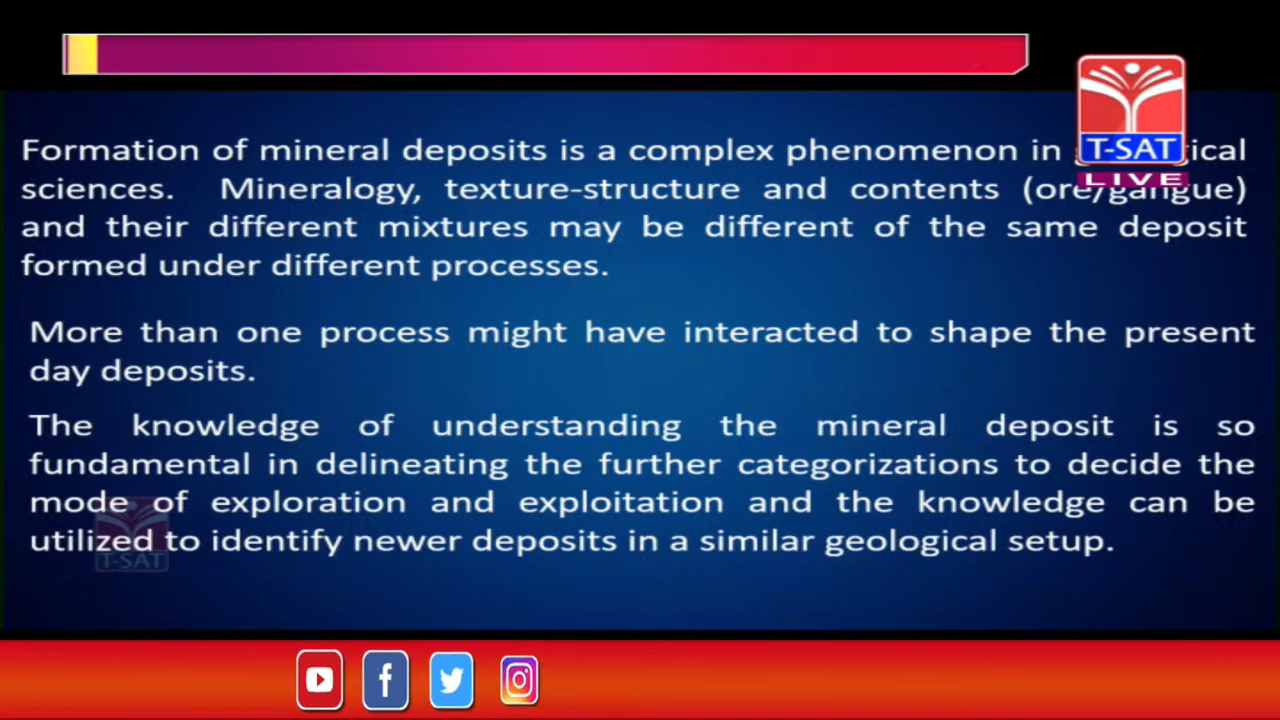 Formation of mineral deposits is a complex phenomenon in
sciences. Mineralogy, texture-structure and contents (ore/gangue)
and their different mixtures may be different of the same deposit
formed under different processes.
More than one process might have interacted to shape the present
day deposits.
The knowledge of understanding the mineral deposit is so
fundamental in delineating the further categorizations to decide the
mode of exploration and exploitation and the knowledge can be
utilized to identify newer deposits in a similar geological setup.
T-SAT
LIVE
T-SAT